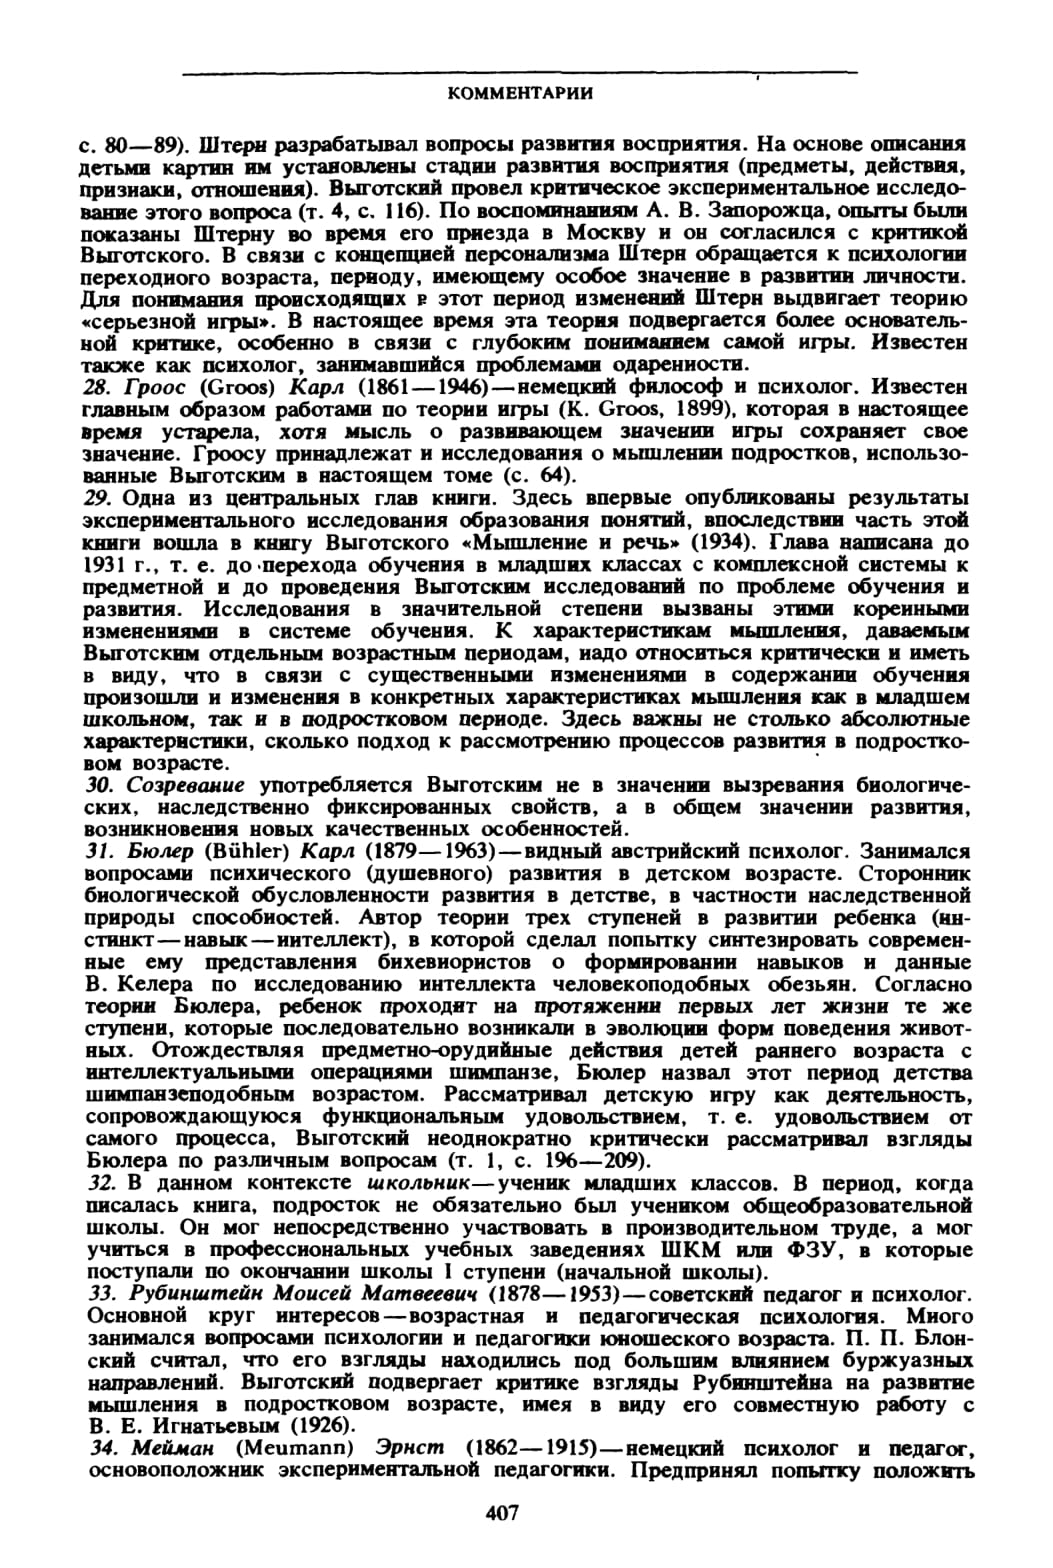 КОММЕНТАРИИ
с. 80—89). Штерн разрабатывал вопросы развития восприятия. На основе описания
детьми картин им установлены стадии развития восприятия (предметы, действия,
признаки, отношения). Выготский провел критическое экспериментальное исследо-
вание этого вопроса (т. 4, с. 116). По воспоминаниям А. В. Запорожца, опыты были
показаны Штерну во время его приезда в Москву и он согласился с критикой
Выготского. В связи с концепцией персонализма Штерн обращается к психологии
переходного возраста, периоду, имеющему особое значение в развитии личности.
Для понимания происходящих в этот период изменений Штерн выдвигает теорию
«серьезной игры». В настоящее время эта теория подвергается более основатель-
ной критике, особенно в связи с глубоким пониманием самой игры. Известен
также как психолог, занимавшийся проблемами одаренности.
28. Гроос (Groos) Карл (1861—1946)—немецкий философ и психолог. Известен
главным образом работами по теории игры (K. Groos, 1899), которая в настоящее
время устарела, хотя мысль о развивающем значении игры сохраняет свое
значение. Гроосу принадлежат и исследования о мышлении подростков, использо-
ванные Выготским в настоящем томе (с. 64).
29. Одна из центральных глав книги. Здесь впервые опубликованы результаты
экспериментального исследования образования понятий, впоследствии часть этой
книги вошла в книгу Выготского «Мышление и речь» (1934). Глава написана до
1931 г., т. е. до перехода обучения в младших классах с комплексной системы к
предметной и до проведения Выготским исследований по проблеме обучения и
развития. Исследования в значительной степени вызваны этими коренными
изменениями в системе обучения. К характеристикам мышления, даваемым
Выготским отдельным возрастным периодам, надо относиться критически и иметь
в виду, что в связи с существенными изменениями в содержании обучения
произошли и изменения в конкретных характеристиках мышления как в младшем
школьном, так и в подростковом периоде. Здесь важны не столько абсолютные
характеристики, сколько подход к рассмотрению процессов развития в подростко-
вом возрасте.
30. Созревание употребляется Выготским не в значении вызревания биологиче-
ских, наследственно фиксированных свойств, а в общем значении развития,
возникновения новых качественных особенностей.
31. Бюлер (Bühler) Карл (1879—1963)—видный австрийский психолог. Занимался
вопросами психического (душевного) развития в детском возрасте. Сторонник
биологической обусловленности развития в детстве, в частности наследственной
природы способностей. Автор теории трех ступеней в развитии ребенка (ин-
стинкт—навык—интеллект), в которой сделал попытку синтезировать современ-
ные ему представления бихевиористов о формировании навыков и данные
В. Келера по исследованию интеллекта человекоподобных обезьян. Согласно
теории Бюлера, ребенок проходит на протяжении первых лет жизни те же
ступени, которые последовательно возникали в эволюции форм поведения живот-
ных. Отождествляя предметно-орудийные действия детей раннего возраста с
интеллектуальными операциями шимпанзе, Бюлер назвал этот период детства
шимпанзеподобным возрастом. Рассматривал детскую игру как деятельность,
сопровождающуюся функциональным удовольствием, т. е. удовольствием от
самого процесса, Выготский неоднократно критически рассматривал взгляды
Бюлера по различным вопросам (т. 1, с. 196—209).
32. В данном контексте школьник—ученик младших классов. В период, когда
писалась книга, подросток не обязательно был учеником общеобразовательной
школы. Он мог непосредственно участвовать в производительном труде, а мог
учиться в профессиональных учебных заведениях ШКМ или ФЗУ, в которые
поступали по окончании школы I ступени (начальной школы).
33. Рубинштейн Моисей Матвеевич (1878—1953)—советский педагог и психолог.
Основной круг интересов—возрастная и педагогическая психология. Много
занимался вопросами психологии и педагогики юношеского возраста. П. П. Блон-
ский считал, что его взгляды находились под большим влиянием буржуазных
направлений. Выготский подвергает критике взгляды Рубинштейна на развитие
мышления в подростковом возрасте, имея в виду его совместную работу с
В. Е. Игнатьевым (1926).
34. Мейман (Meumann) Эрнст (1862—1915)—немецкий психолог и педагог,
основоположник экспериментальной педагогики. Предпринял попытку положить
407